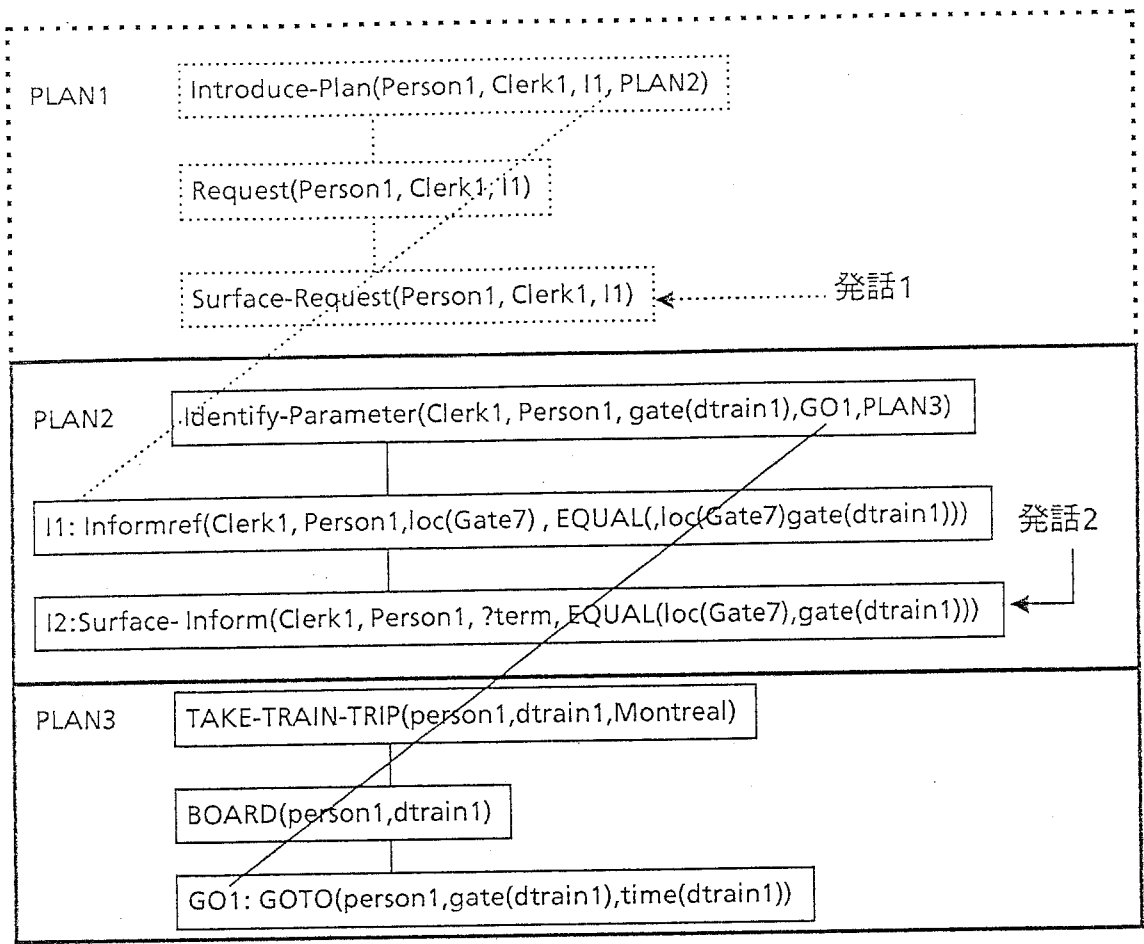 PLAN1
Introduce-Plan(Person1, Clerk1, I1, PLAN2)
Request(Person1, Clerk1, I1)
Surface-Request(Person1, Clerk1, I1)
発話1
PLAN2
Identify-Parameter(Clerk1, Person1, gate(dtrain1),GO1,PLAN3)
I1: Informref(Clerk1, Person1,loc(Gate7) , EQUAL(,loc(Gate7)gate(dtrain1)))
発話2
I2:Surface- Inform(Clerk1, Person1, ?term, EQUAL(loc(Gate7),gate(dtrain1)))
PLAN3
TAKE-TRAIN-TRIP(person1,dtrain1,Montreal)
BOARD(person1,dtrain1)
GO1: GOTO(person1,gate(dtrain1),time(dtrain1))